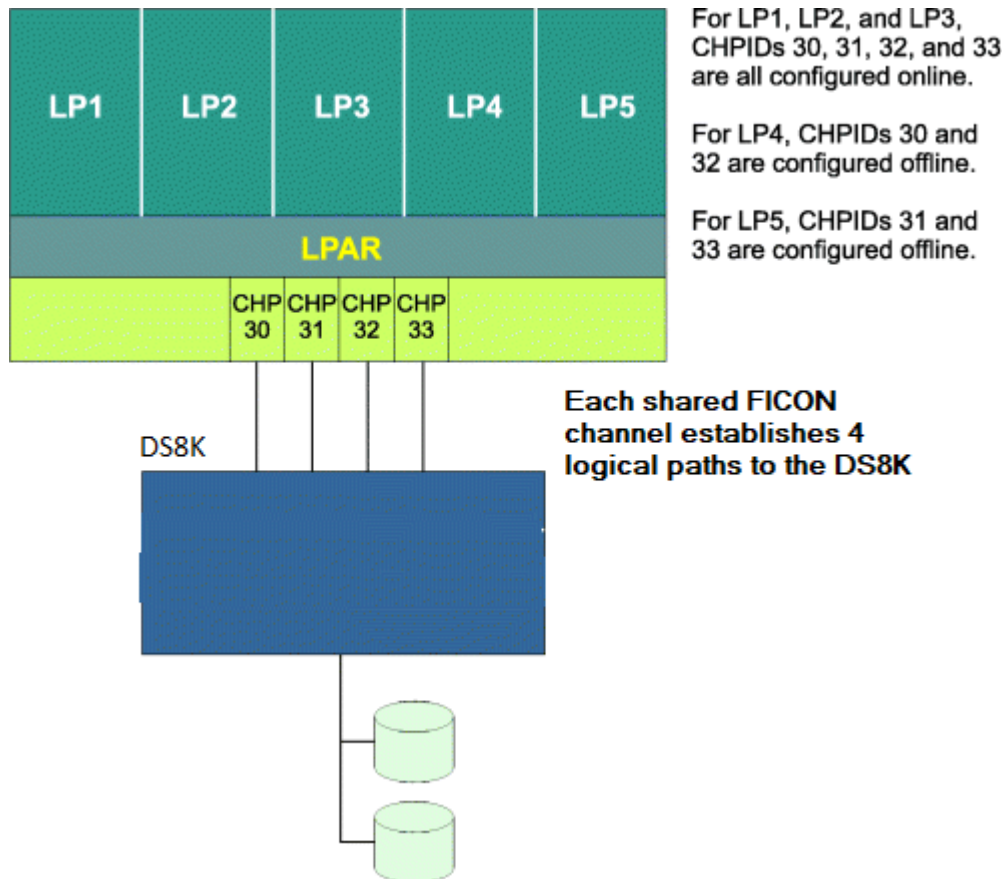 LP1 LP2 LP3 LP4 LP5
For LP1, LP2, and LP3,
CHPIDs 30, 31, 32, and 33
are all configured online.
For LP4, CHPIDs 30 and
32 are configured offline.
For LP5, CHPIDs 31 and
33 are configured offline.
LPAR
CHP CHP CHP CHP
30 31 32 33
Each shared FICON
channel establishes 4
logical paths to the DS8K
DS8K